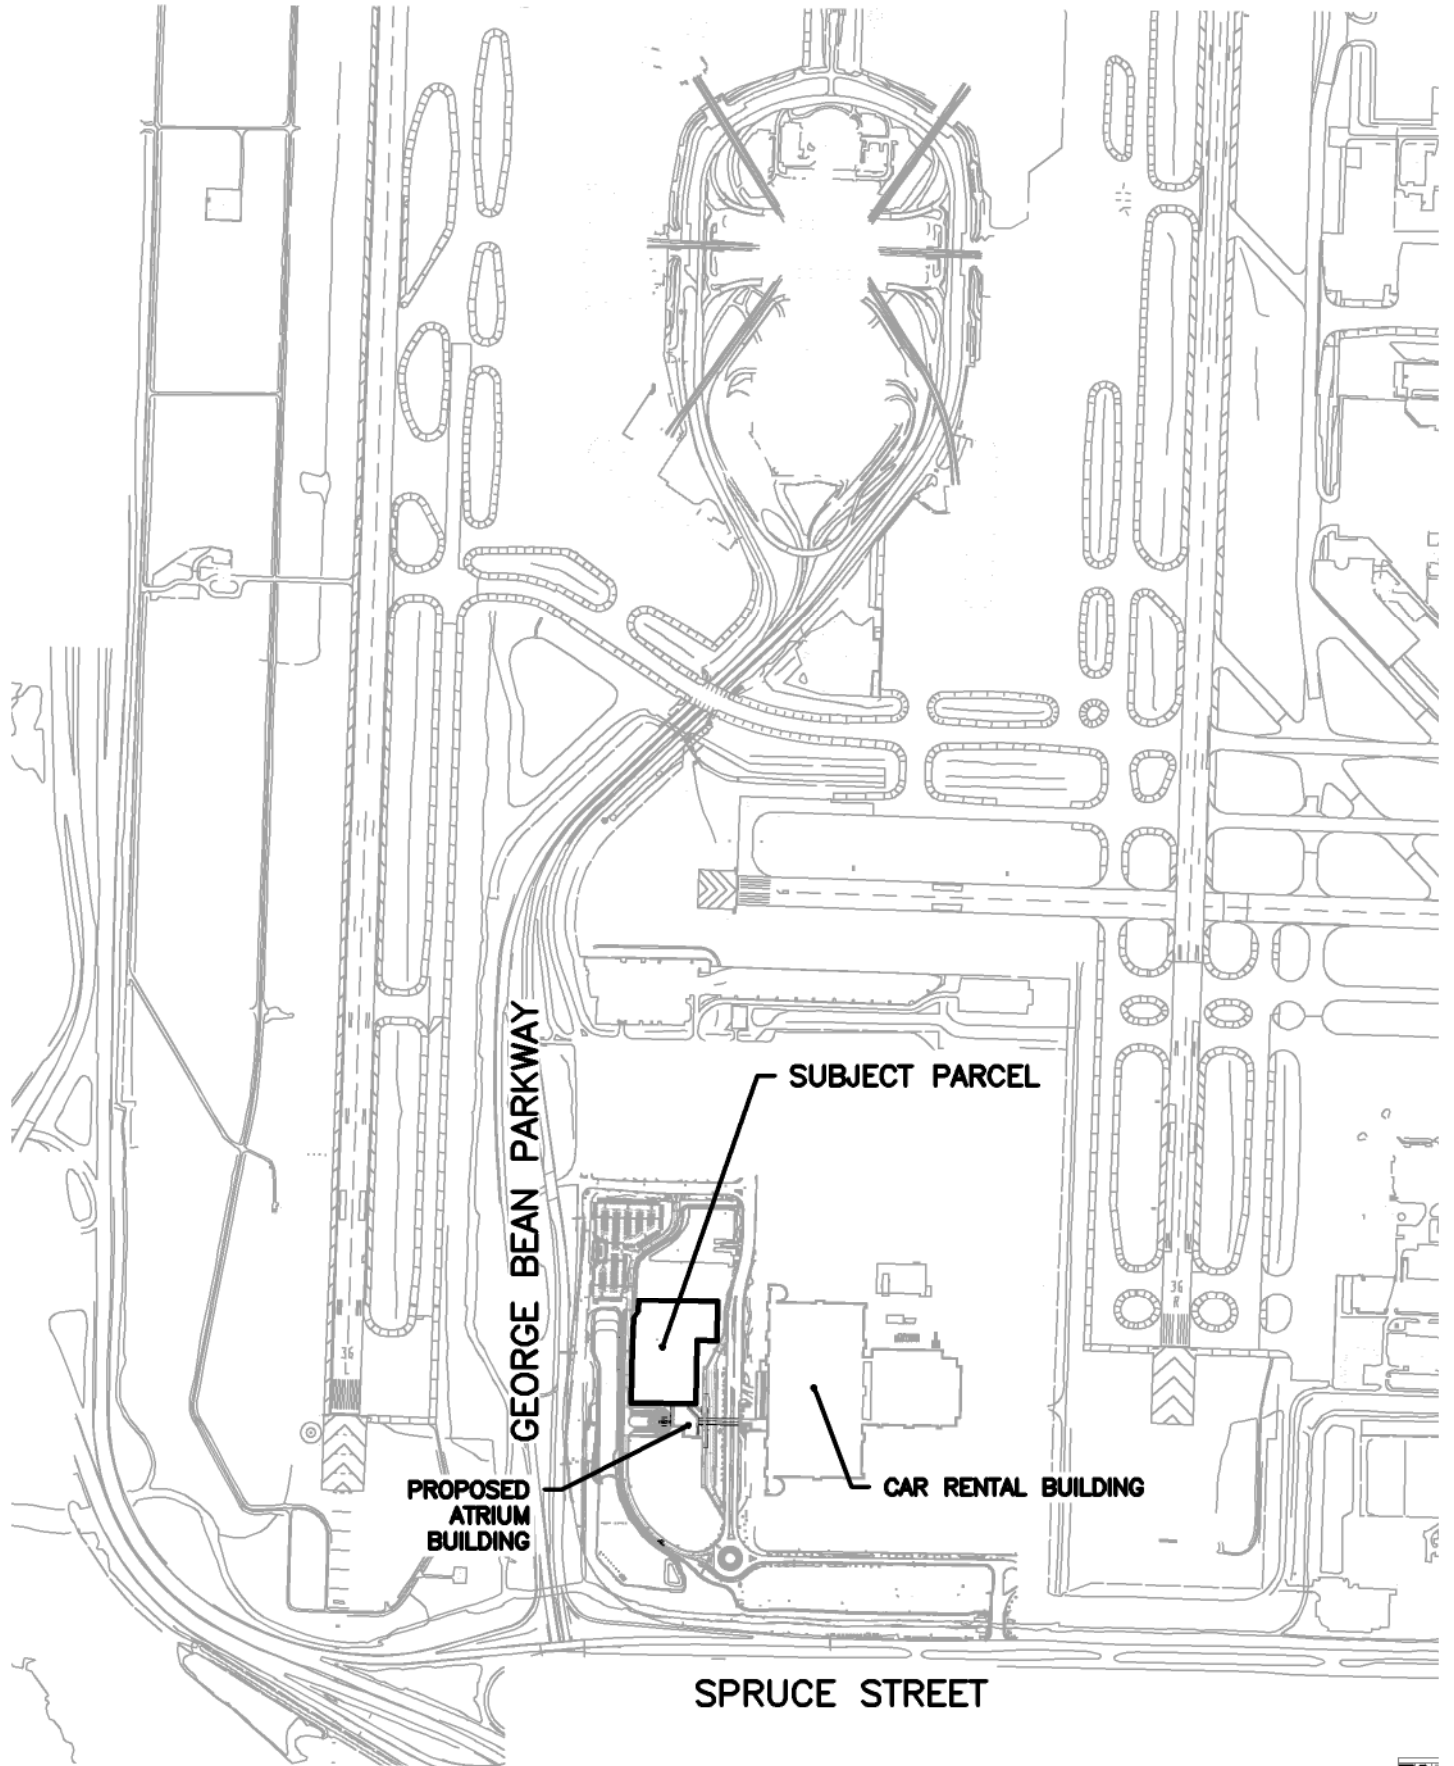 SUBJECT PARCEL
GEORGE BEAN PARKWAY
36
R
36
L
PROPOSED
ATRIUM
BUILDING
CAR RENTAL BUILDING
SPRUCE STREET